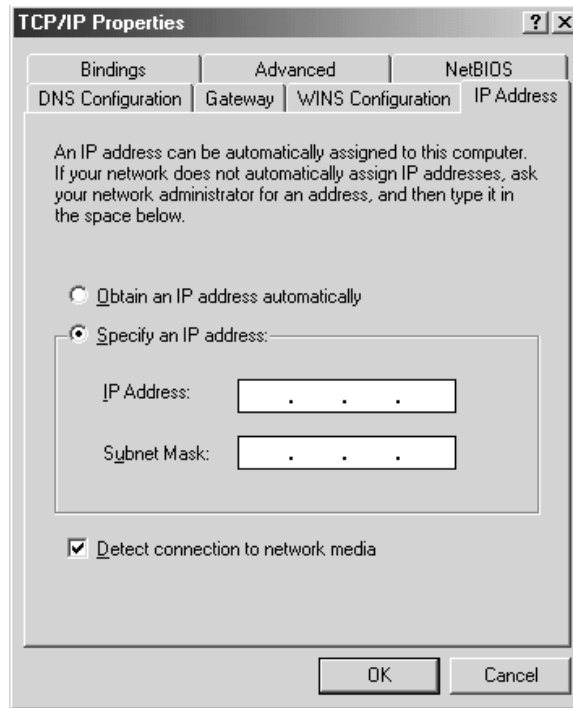 TCP/IP Properties
? ×
Bindings Advanced NetBIOS
DNS Configuration Gateway WINS Configuration IP Address
An IP address can be automatically assigned to this computer.
If your network does not automatically assign IP addresses, ask
your network administrator for an address, and then type it in
the space below.
Obtain an IP address automatically
Specify an IP address:
IP Address: . . .
Subnet Mask: . . .
Detect connection to network media
OK Cancel